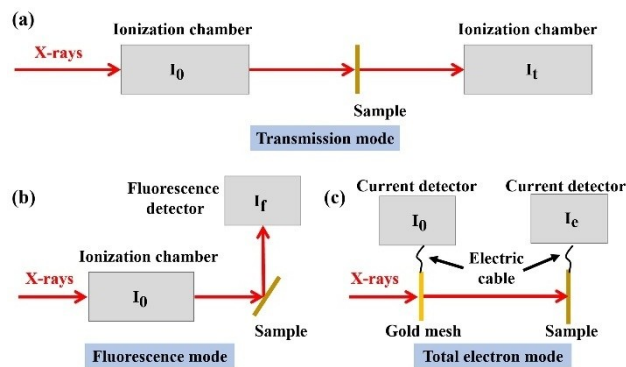 (a)
Ionization chamber
Ionization chamber
X-rays
I0
It
Sample
Transmission mode
(b)
Fluorescence
detector
If
Ionization chamber
X-rays
I0
Sample
Fluorescence mode
(c)
Current detector
Current detector
I0
Ie
Electric
cable
X-rays
Gold mesh
Sample
Total electron mode